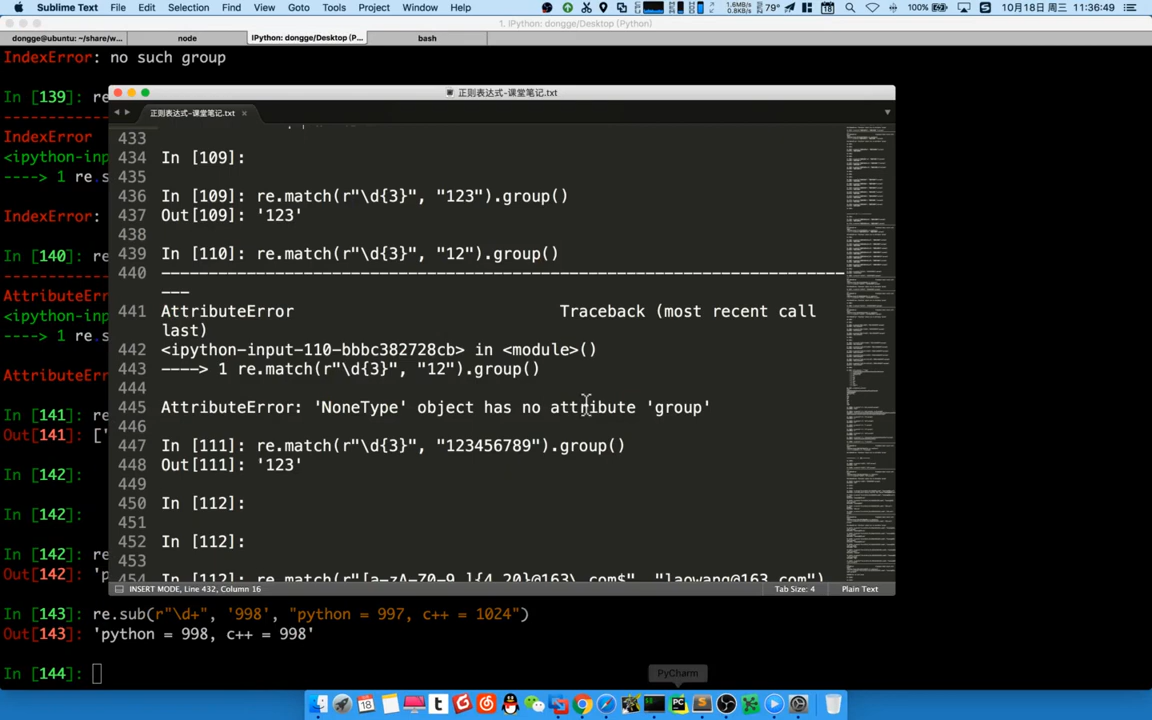 Sublime Text File Edit Selection Find View Goto Tools Project Window Help
1.6MB/s
0.8KB/s
79° 18 100% S 10月18日 周三 11:36:49
1. IPython: dongge/Desktop (Python)
dongge@ubuntu: ~/share/w... node IPython: dongge/Desktop (P... bash
IndexError: no such group
In [139]: re
IndexError
<ipython-inp
----> 1 re.s
IndexError:
In [140]: re
AttributeErr
<ipython-inp
----> 1 re.s
AttributeErr
In [141]: re
Out[141]: ['
In [142]:
In [142]:
In [142]: re
Out[142]: 'p
正则表达式-课堂笔记.txt
正则表达式-课堂笔记.txt ×
433
434 In [109]:
435
436 In [109]: re.match(r"\d{3}", "123").group()
437 Out[109]: '123'
438
439 In [110]: re.match(r"\d{3}", "12").group()
440 ------------------------------------------------------------------------
---
441 AttributeError Traceback (most recent call
last)
442 <ipython-input-110-bbbc382728cb> in <module>()
443 ----> 1 re.match(r"\d{3}", "12").group()
444
445 AttributeError: 'NoneType' object has no attribute 'group'
446
447 In [111]: re.match(r"\d{3}", "123456789").group()
448 Out[111]: '123'
449
450 In [112]:
451
452 In [112]:
453
454 In [112]: re.match(r"[a-zA-Z0-9_]{4,20}@163\.com$", "laowang@163.com")
INSERT MODE, Line 432, Column 16 Tab Size: 4 Plain Text
In [143]: re.sub(r"\d+", '998', "python = 997, c++ = 1024")
Out[143]: 'python = 998, c++ = 998'
In [144]:
PyCharm